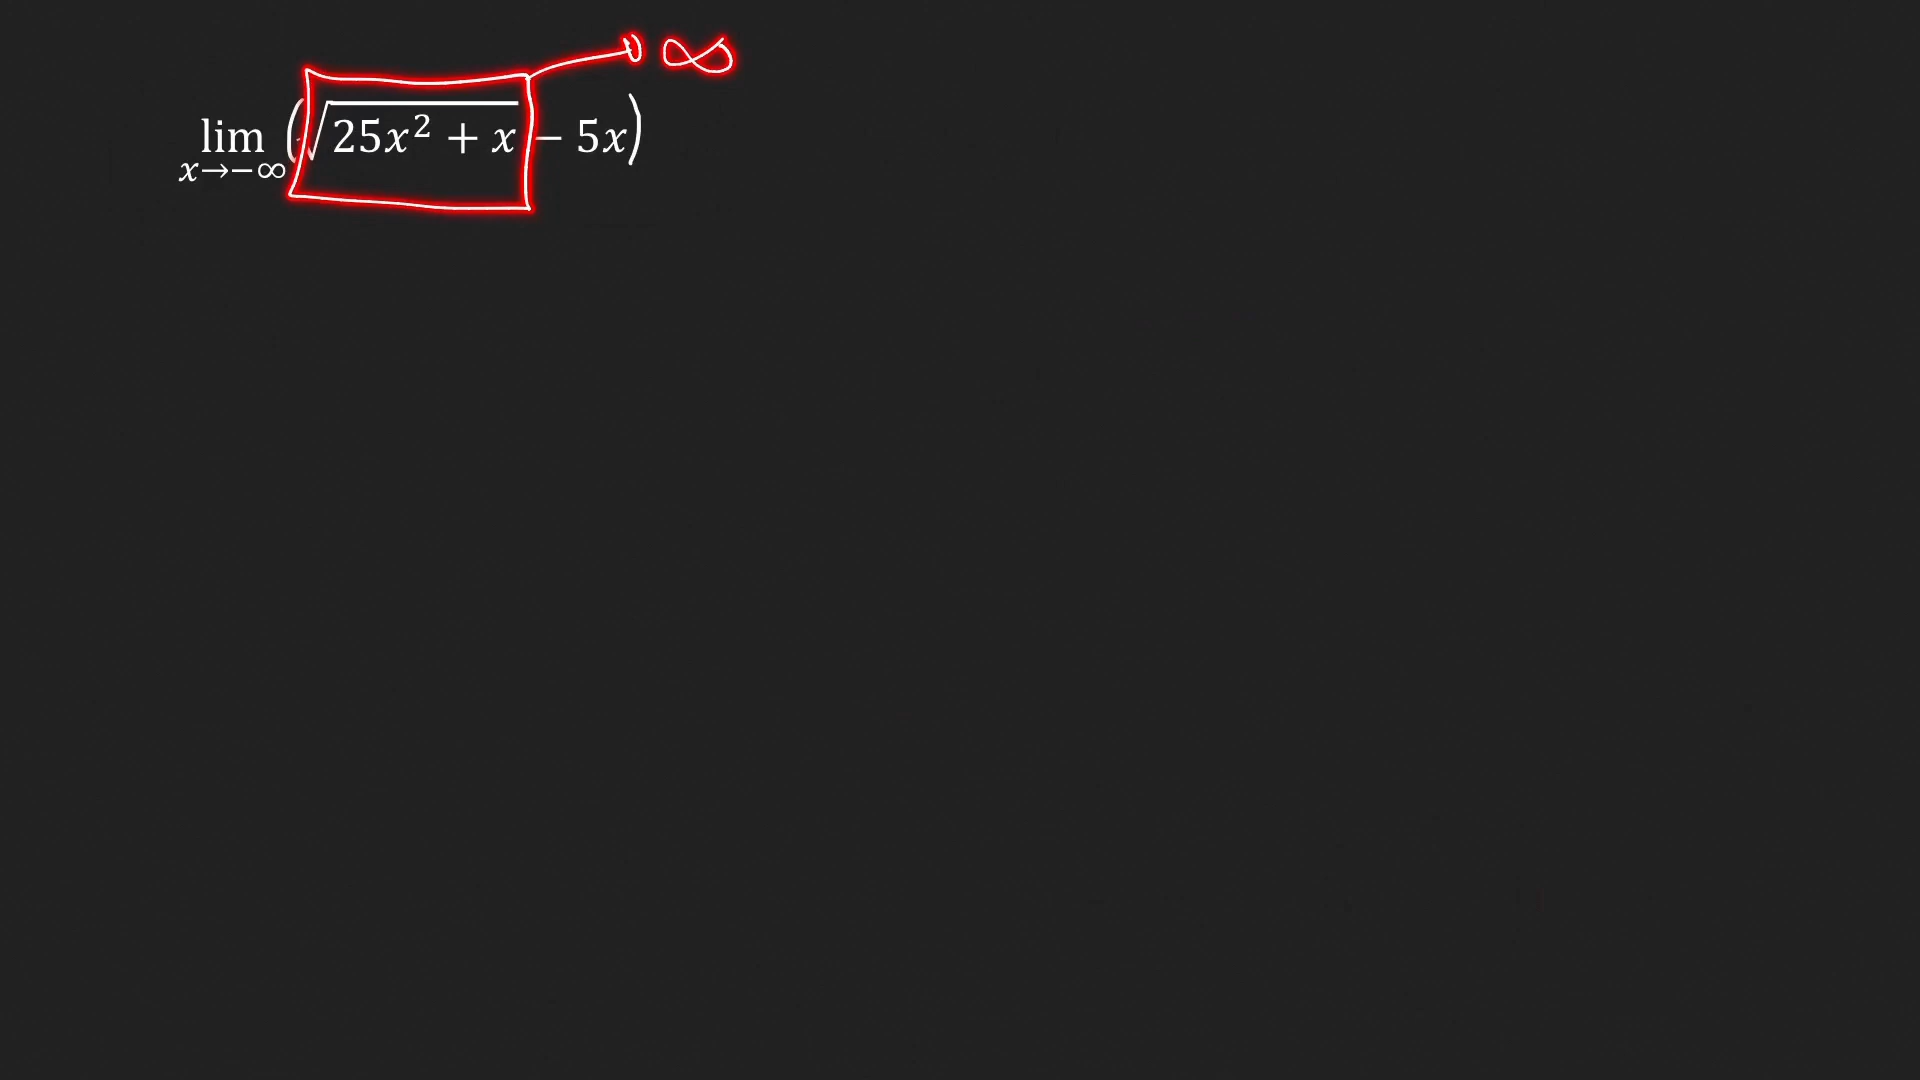 ∞
lim x→−∞ (√25x² + x − 5x)